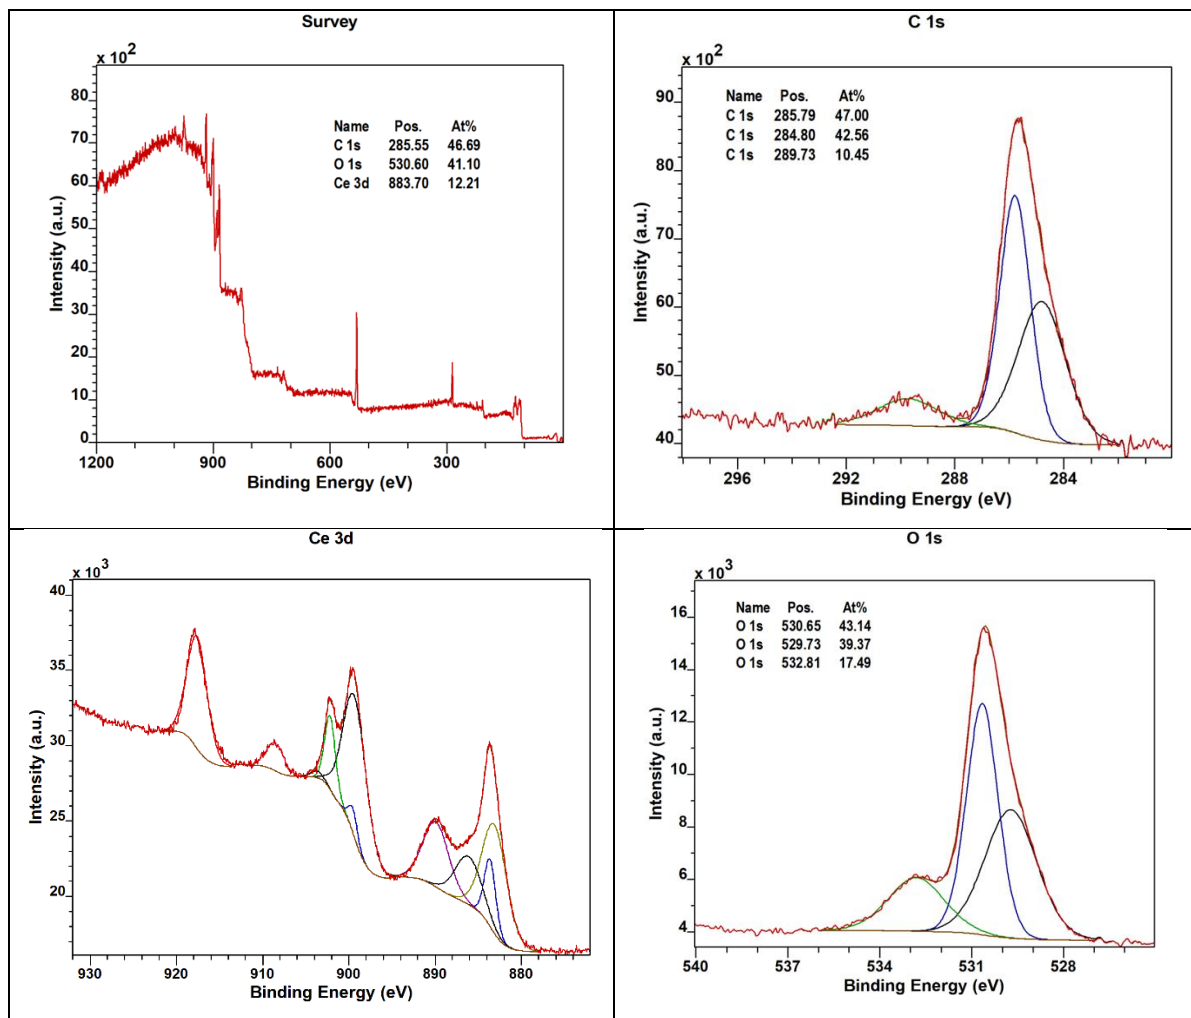 Survey
x 10²
Name Pos. At%
C 1s 285.55 46.69
O 1s 530.60 41.10
Ce 3d 883.70 12.21
80
70
60
50
40
30
20
10
0
Intensity (a.u.)
1200 900 600 300
Binding Energy (eV)
C 1s
x 10²
Name Pos. At%
C 1s 285.79 47.00
C 1s 284.80 42.56
C 1s 289.73 10.45
90
80
70
60
50
40
Intensity (a.u.)
296 292 288 284
Binding Energy (eV)
Ce 3d
x 10³
40
35
30
25
20
Intensity (a.u.)
930 920 910 900 890 880
Binding Energy (eV)
O 1s
x 10³
Name Pos. At%
O 1s 530.65 43.14
O 1s 529.73 39.37
O 1s 532.81 17.49
16
14
12
10
8
6
4
Intensity (a.u.)
540 537 534 531 528
Binding Energy (eV)